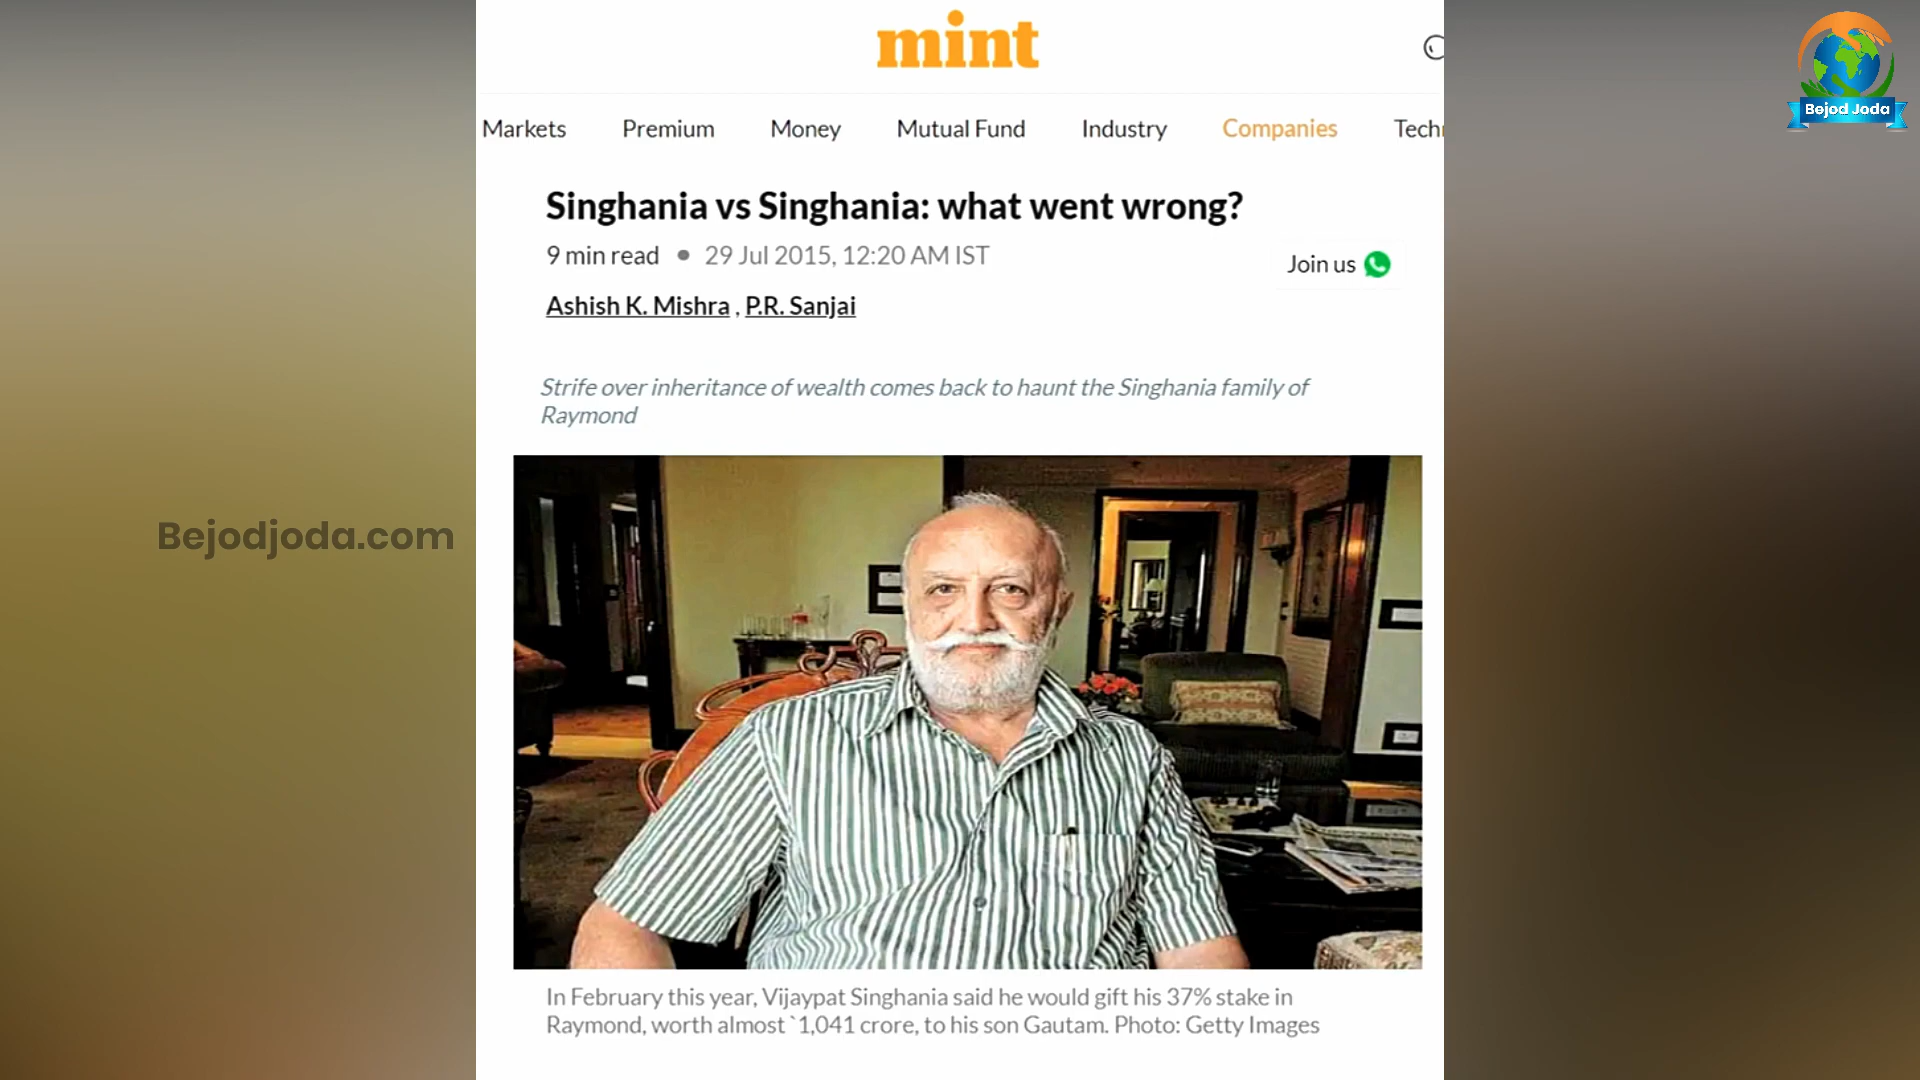 mint
Bejod Joda
Markets Premium Money Mutual Fund Industry Companies Techn
Singhania vs Singhania: what went wrong?
9 min read • 29 Jul 2015, 12:20 AM IST
Join us
Ashish K. Mishra , P.R. Sanjai
Strife over inheritance of wealth comes back to haunt the Singhania family of
Raymond
Bejodjoda.com
In February this year, Vijaypat Singhania said he would gift his 37% stake in
Raymond, worth almost `1,041 crore, to his son Gautam. Photo: Getty Images